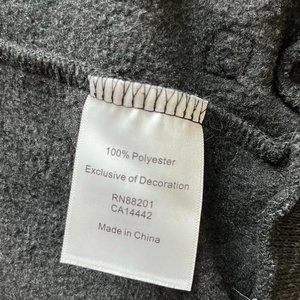 100% Polyester
Exclusive of Decoration
RN88201
CA14442
Made in China